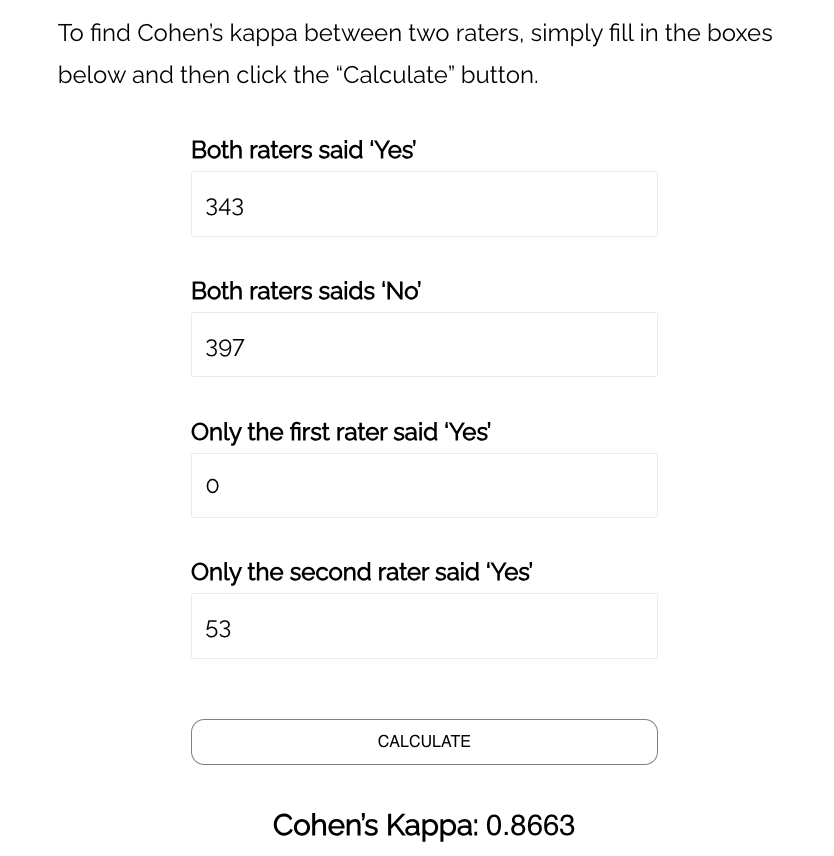 To find Cohen's kappa between two raters, simply fill in the boxes
below and then click the “Calculate” button.
Both raters said ‘Yes’
343
Both raters saids ‘No’
397
Only the first rater said ‘Yes’
0
Only the second rater said ‘Yes’
53
CALCULATE
Cohen's Kappa: 0.8663